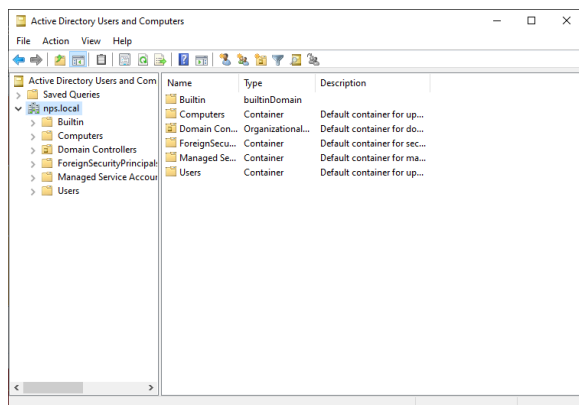 Active Directory Users and Computers
File Action View Help
Active Directory Users and Com
Saved Queries
nps.local
Builtin
Computers
Domain Controllers
ForeignSecurityPrincipals
Managed Service Accour
Users
Name Type Description
Builtin builtinDomain
Computers Container Default container for up...
Domain Con... Organizational... Default container for do...
ForeignSecu... Container Default container for sec...
Managed Se... Container Default container for ma...
Users Container Default container for up...